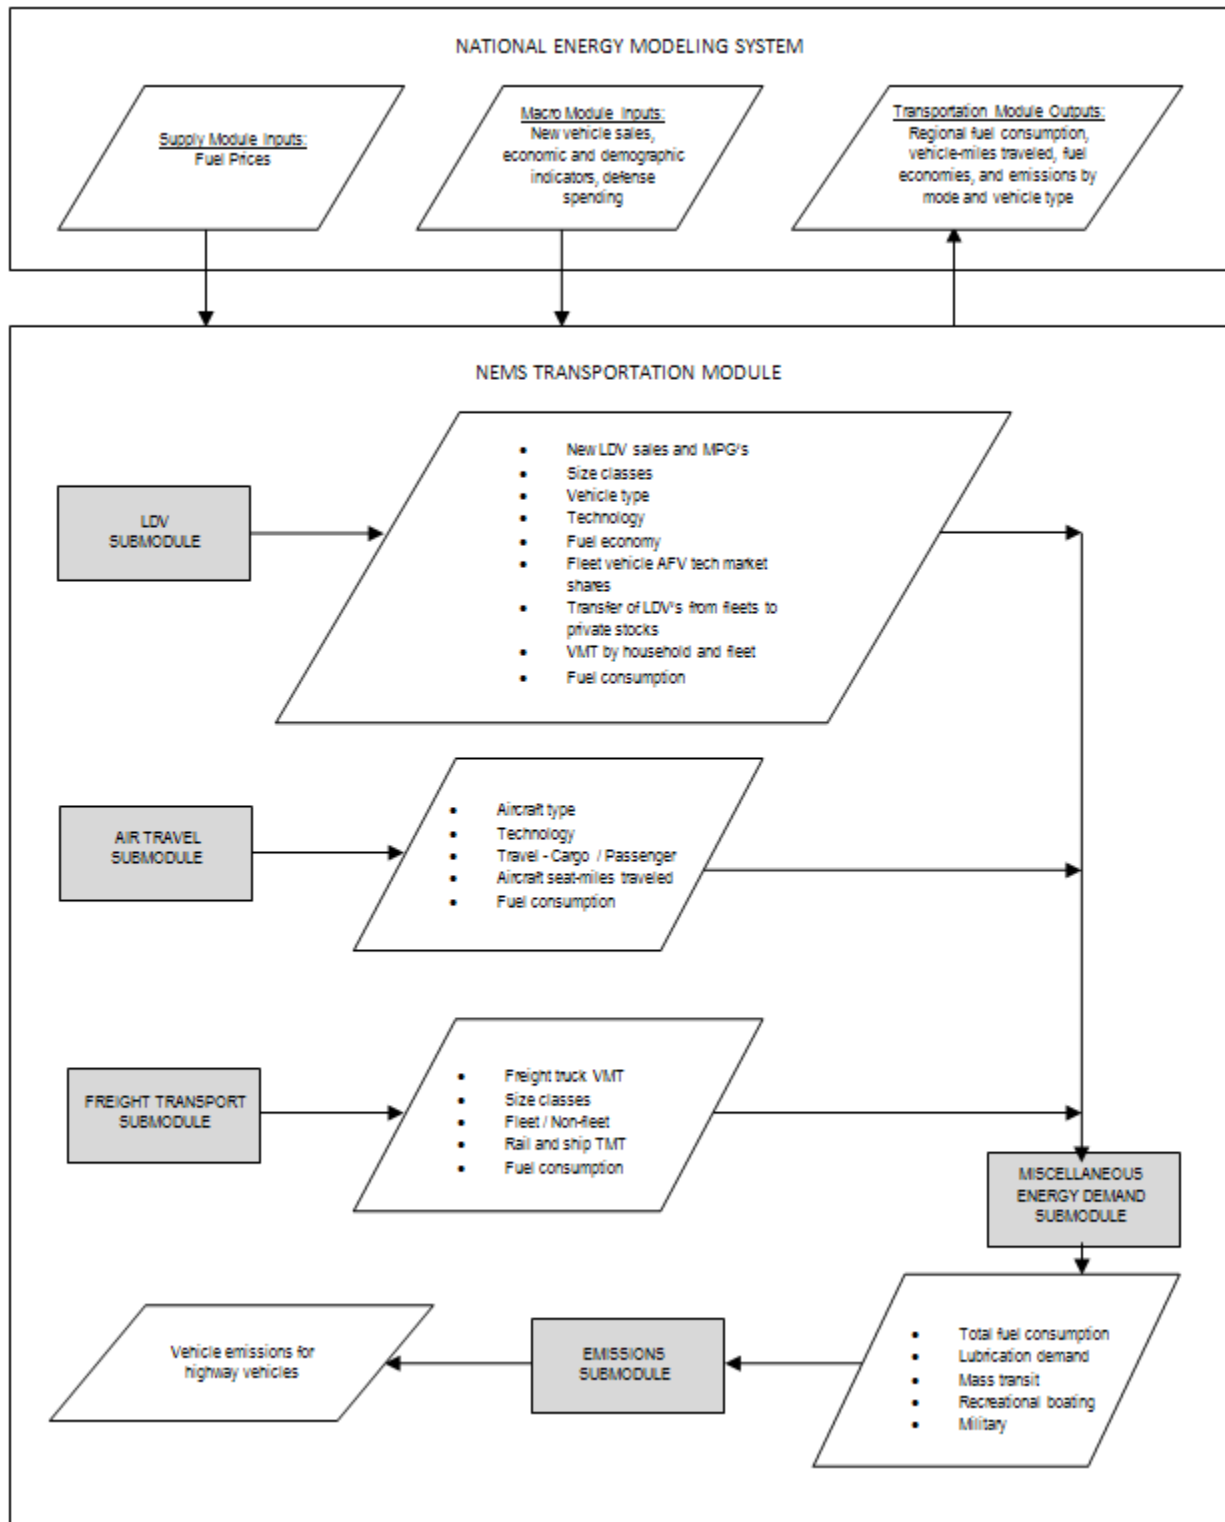 NATIONAL ENERGY MODELING SYSTEM
Supply Module Inputs:
Fuel Prices
Macro Module Inputs:
New vehicle sales,
economic and demographic
indicators, defense
spending
Transportation Module Outputs:
Regional fuel consumption,
vehicle-miles traveled, fuel
economies, and emissions by
mode and vehicle type
NEMS TRANSPORTATION MODULE
LDV
SUBMODULE
• New LDV sales and MPG's
• Size classes
• Vehicle type
• Technology
• Fuel economy
• Fleet vehicle AFV tech market
shares
• Transfer of LDV's from fleets to
private stocks
• VMT by household and fleet
• Fuel consumption
AIR TRAVEL
SUBMODULE
• Aircraft type
• Technology
• Travel - Cargo / Passenger
• Aircraft seat-miles traveled
• Fuel consumption
FREIGHT TRANSPORT
SUBMODULE
• Freight truck VMT
• Size classes
• Fleet / Non-fleet
• Rail and ship TMT
• Fuel consumption
MISCELLANEOUS
ENERGY DEMAND
SUBMODULE
• Total fuel consumption
• Lubrication demand
• Mass transit
• Recreational boating
• Military
EMISSIONS
SUBMODULE
Vehicle emissions for
highway vehicles